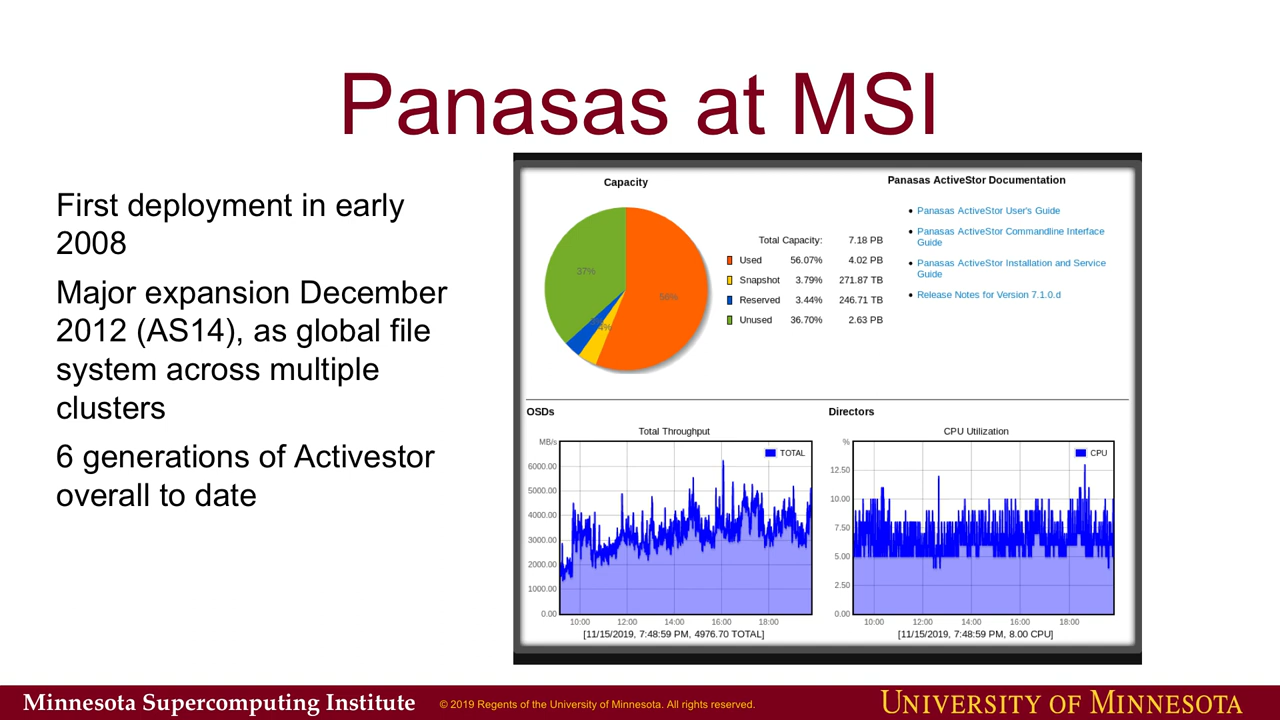 Panasas at MSI
First deployment in early
2008
Major expansion December
2012 (AS14), as global file
system across multiple
clusters
6 generations of Activestor
overall to date
Capacity
37%
56%
4%
Total Capacity: 7.18 PB
Used 56.07% 4.02 PB
Snapshot 3.79% 271.87 TB
Reserved 3.44% 246.71 TB
Unused 36.70% 2.63 PB
Panasas ActiveStor Documentation
• Panasas ActiveStor User's Guide
• Panasas ActiveStor Commandline Interface
Guide
• Panasas ActiveStor Installation and Service
Guide
• Release Notes for Version 7.1.0.d
OSDs
Total Throughput
MB/s
TOTAL
6000.00
5000.00
4000.00
3000.00
2000.00
1000.00
0.00
10:00 12:00 14:00 16:00 18:00
[11/15/2019, 7:48:59 PM, 4976.70 TOTAL]
Directors
CPU Utilization
%
CPU
12.50
10.00
7.50
5.00
2.50
0.00
10:00 12:00 14:00 16:00 18:00
[11/15/2019, 7:48:59 PM, 8.00 CPU]
Minnesota Supercomputing Institute
© 2019 Regents of the University of Minnesota. All rights reserved.
UNIVERSITY OF MINNESOTA